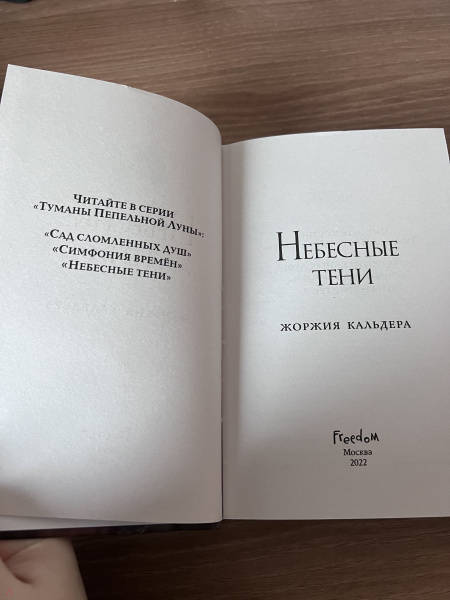 Читайте в серии
«Туманы Пепельной Луны»:
«Сад сломленных душ»
«Симфония времён»
«Небесные тени»
Небесные
тени
Жоржия Кальдера
Freedom
Москва
2022